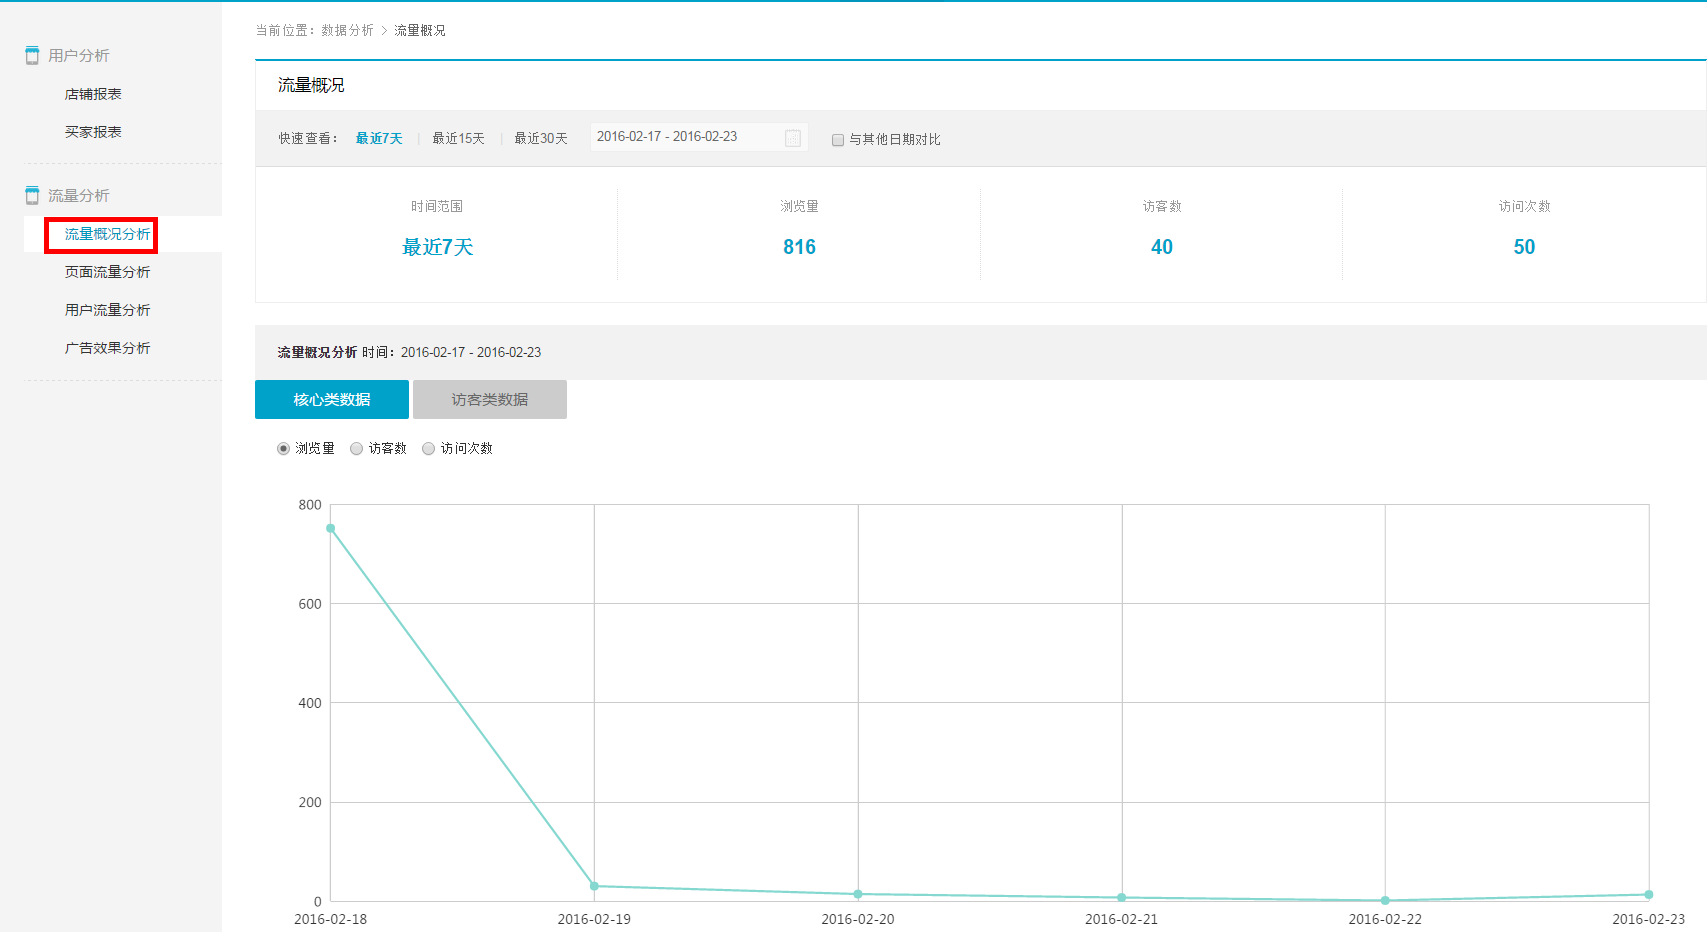 当前位置：数据分析 > 流量概况
用户分析
店铺报表
买家报表
流量分析
流量概况分析
页面流量分析
用户流量分析
广告效果分析
流量概况
快速查看： 最近7天 | 最近15天 | 最近30天 2016-02-17 - 2016-02-23 与其他日期对比
时间范围 浏览量 访客数 访问次数
最近7天 816 40 50
流量概况分析 时间：2016-02-17 - 2016-02-23
核心类数据 访客类数据
浏览量 访客数 访问次数
800
600
400
200
0
2016-02-18 2016-02-19 2016-02-20 2016-02-21 2016-02-22 2016-02-23